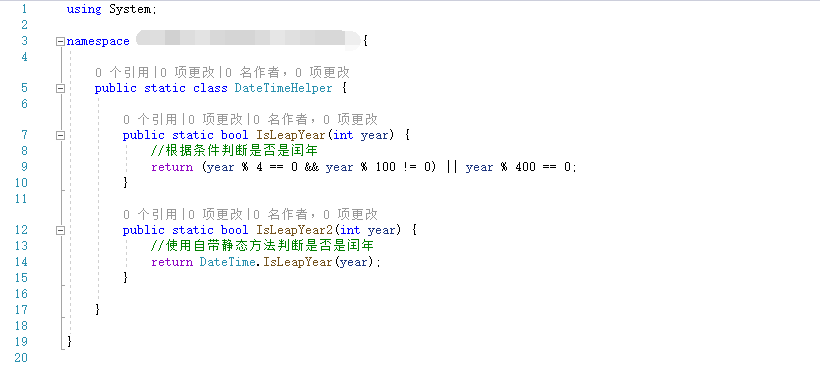 1 using System;
2
3 namespace {
4
0 个引用|0 项更改|0 名作者，0 项更改
5 public static class DateTimeHelper {
6
0 个引用|0 项更改|0 名作者，0 项更改
7 public static bool IsLeapYear(int year) {
8 //根据条件判断是否是闰年
9 return (year % 4 == 0 && year % 100 != 0) || year % 400 == 0;
10 }
11
0 个引用|0 项更改|0 名作者，0 项更改
12 public static bool IsLeapYear2(int year) {
13 //使用自带静态方法判断是否是闰年
14 return DateTime.IsLeapYear(year);
15 }
16
17 }
18
19 }
20